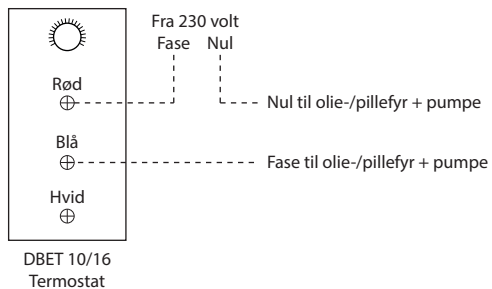 Fra 230 volt
Fase Nul
Rød
Nul til olie-/pillefyr + pumpe
Blå
Fase til olie-/pillefyr + pumpe
Hvid
DBET 10/16
Termostat